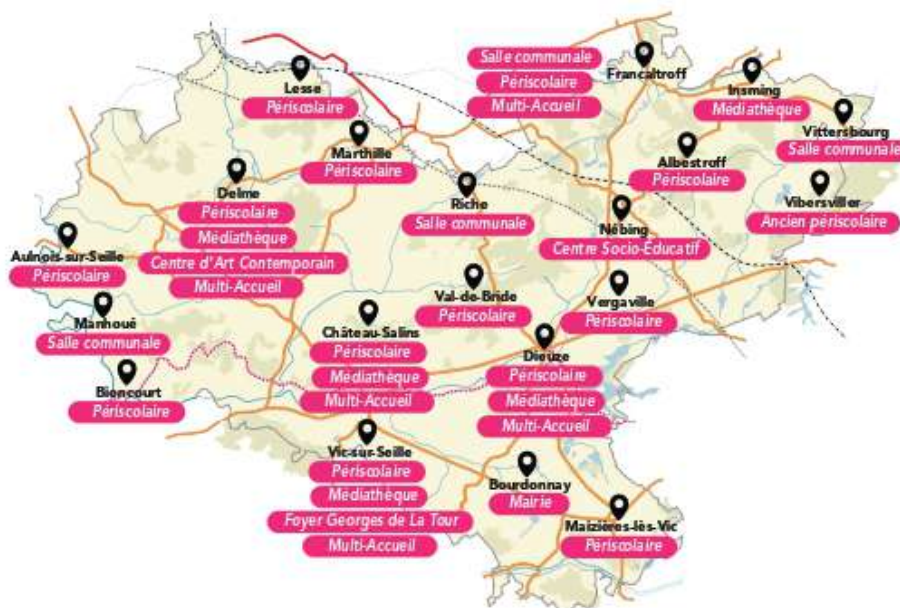 Lesse
Périscolaire
Salle communale
Périscolaire
Multi-Accueil
Francaltroff
Insming
Médiathèque
Vittersbourg
Salle communale
Marthille
Périscolaire
Albestroff
Périscolaire
Delme
Périscolaire
Médiathèque
Centre d'Art Contemporain
Multi-Accueil
Riche
Salle communale
Vibersviller
Ancien périscolaire
Nébing
Centre Socio-Éducatif
Aulnois-sur-Seille
Périscolaire
Val-de-Bride
Périscolaire
Vergaville
Périscolaire
Manhoué
Salle communale
Château-Salins
Périscolaire
Médiathèque
Multi-Accueil
Dieuze
Périscolaire
Médiathèque
Multi-Accueil
Bioncourt
Périscolaire
Vic-sur-Seille
Périscolaire
Médiathèque
Foyer Georges de La Tour
Multi-Accueil
Bourdonnay
Mairie
Maizières-lès-Vic
Périscolaire